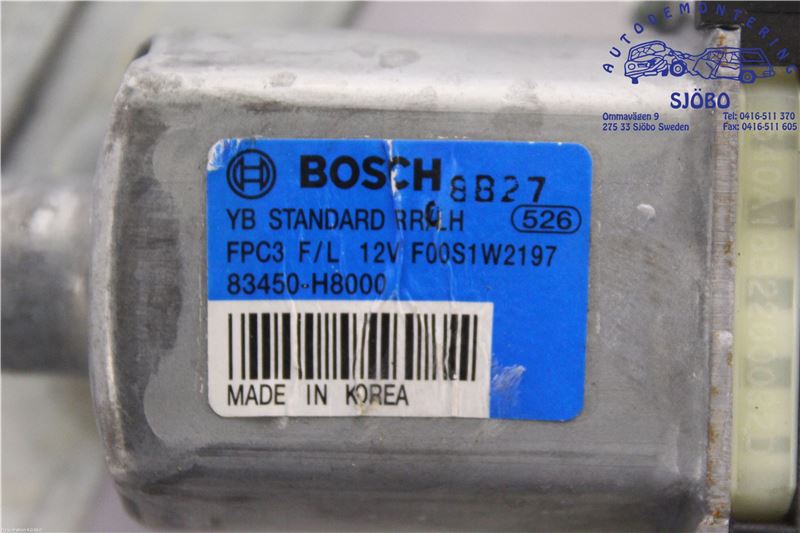 AUTODEMONTERING
SJÖBO
Ommavägen 9
275 33 Sjöbo Sweden
Tel: 0416-511 370
Fax: 0416-511 605
BOSCH 8B27
YB STANDARD RR LH 526
FPC3 F/L 12V F00S1W2197
83450-H8000
MADE IN KOREA